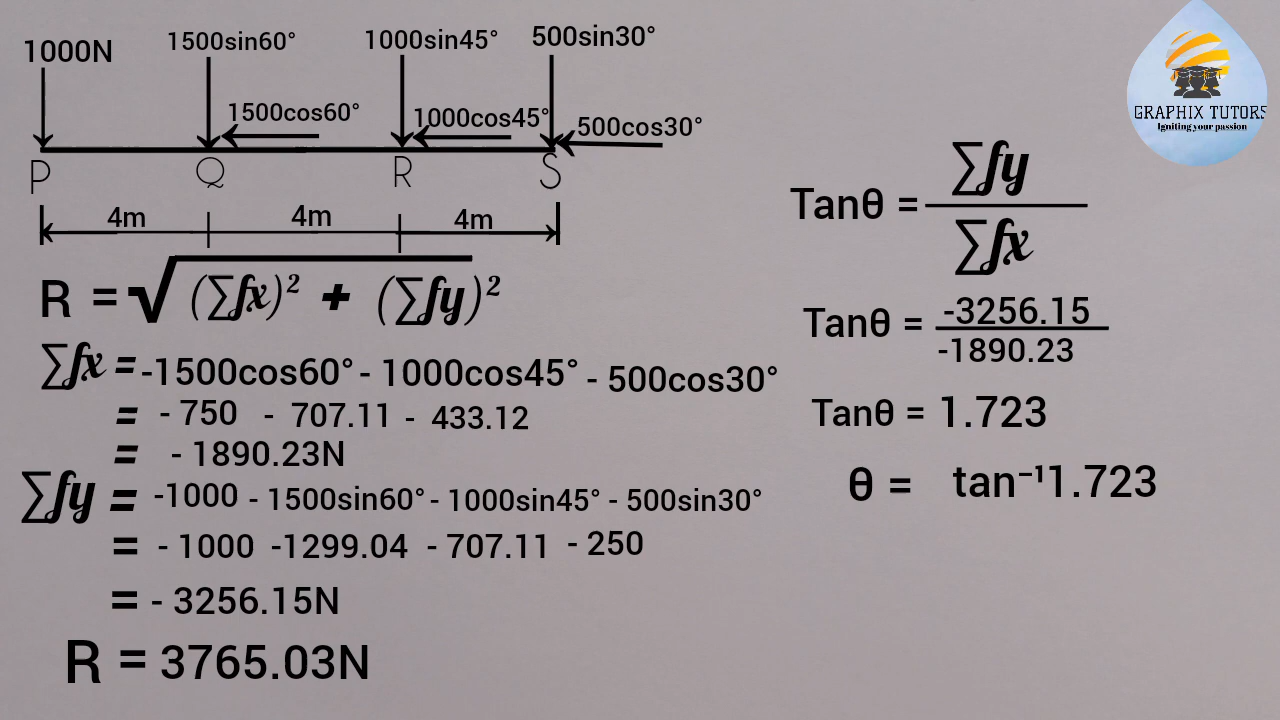 1000N 1500sin60° 1000sin45° 500sin30°
1500cos60° 1000cos45° 500cos30°
P Q R S
4m 4m 4m
R = √(∑fx)² + (∑fy)²
∑fx = -1500cos60° - 1000cos45° - 500cos30°
= - 750 - 707.11 - 433.12
= - 1890.23N
∑fy = -1000 - 1500sin60° - 1000sin45° - 500sin30°
= - 1000 -1299.04 - 707.11 - 250
= - 3256.15N
R = 3765.03N
GRAPHIX TUTORS
Igniting your passion
Tanθ = ∑fy
∑fx
Tanθ = -3256.15
-1890.23
Tanθ = 1.723
θ = tan⁻¹1.723